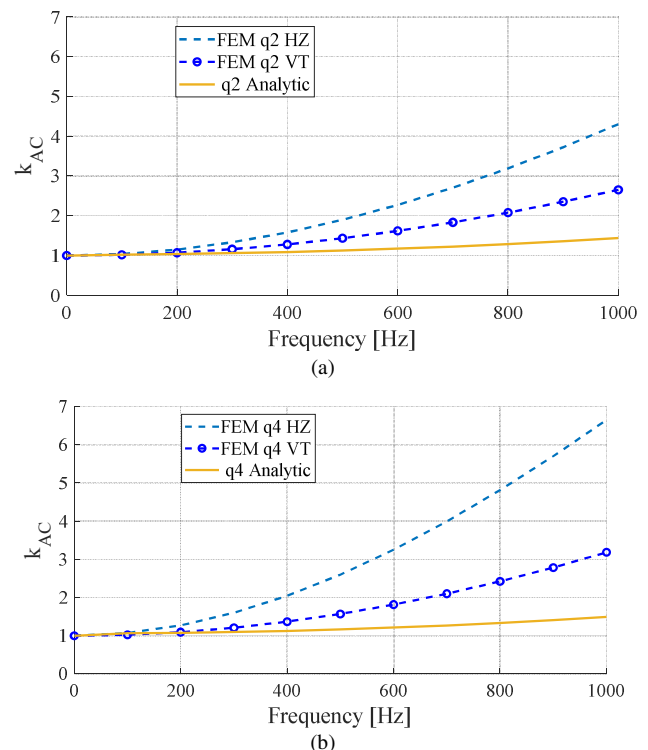 7
6
5
4
3
2
1
0
k_AC
FEM q2 HZ
FEM q2 VT
q2 Analytic
0 200 400 600 800 1000
Frequency [Hz]
(a)
7
6
5
4
3
2
1
0
k_AC
FEM q4 HZ
FEM q4 VT
q4 Analytic
0 200 400 600 800 1000
Frequency [Hz]
(b)